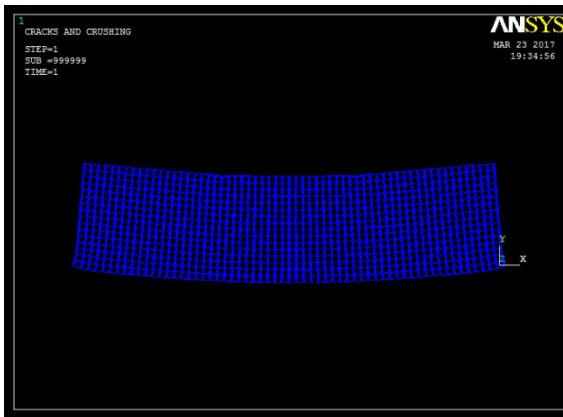 1
CRACKS AND CRUSHING
STEP=1
SUB =999999
TIME=1
ANSYS
MAR 23 2017
19:34:56
Y
Z X